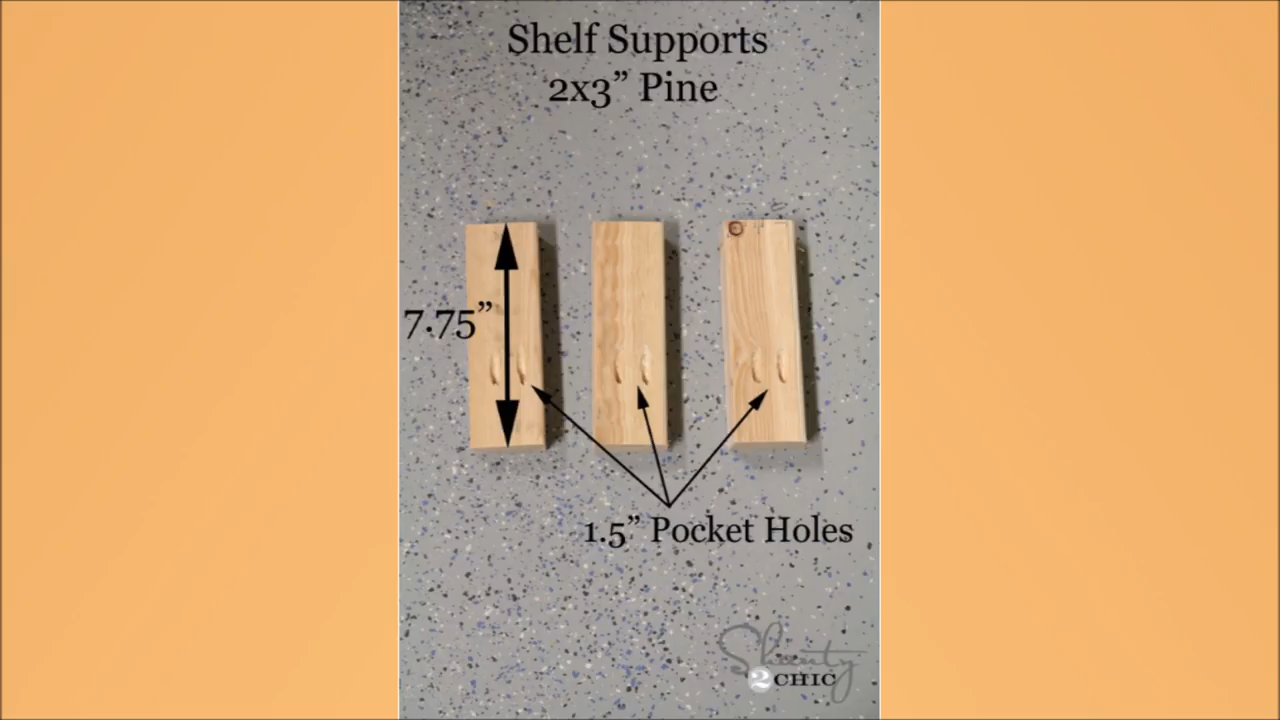 Shelf Supports
2x3” Pine
7.75”
1.5” Pocket Holes
Shanty
2 CHIC